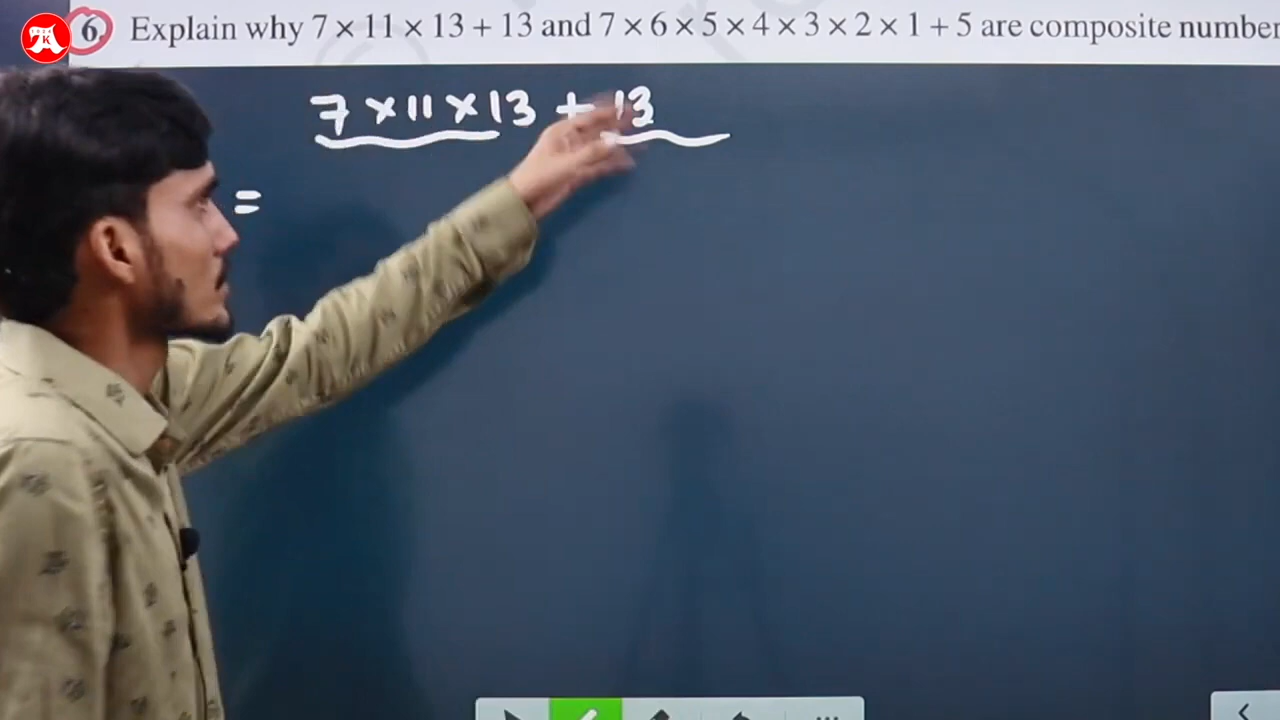 6. Explain why 7 × 11 × 13 + 13 and 7 × 6 × 5 × 4 × 3 × 2 × 1 + 5 are composite number
7 × 11 × 13 + 13
=